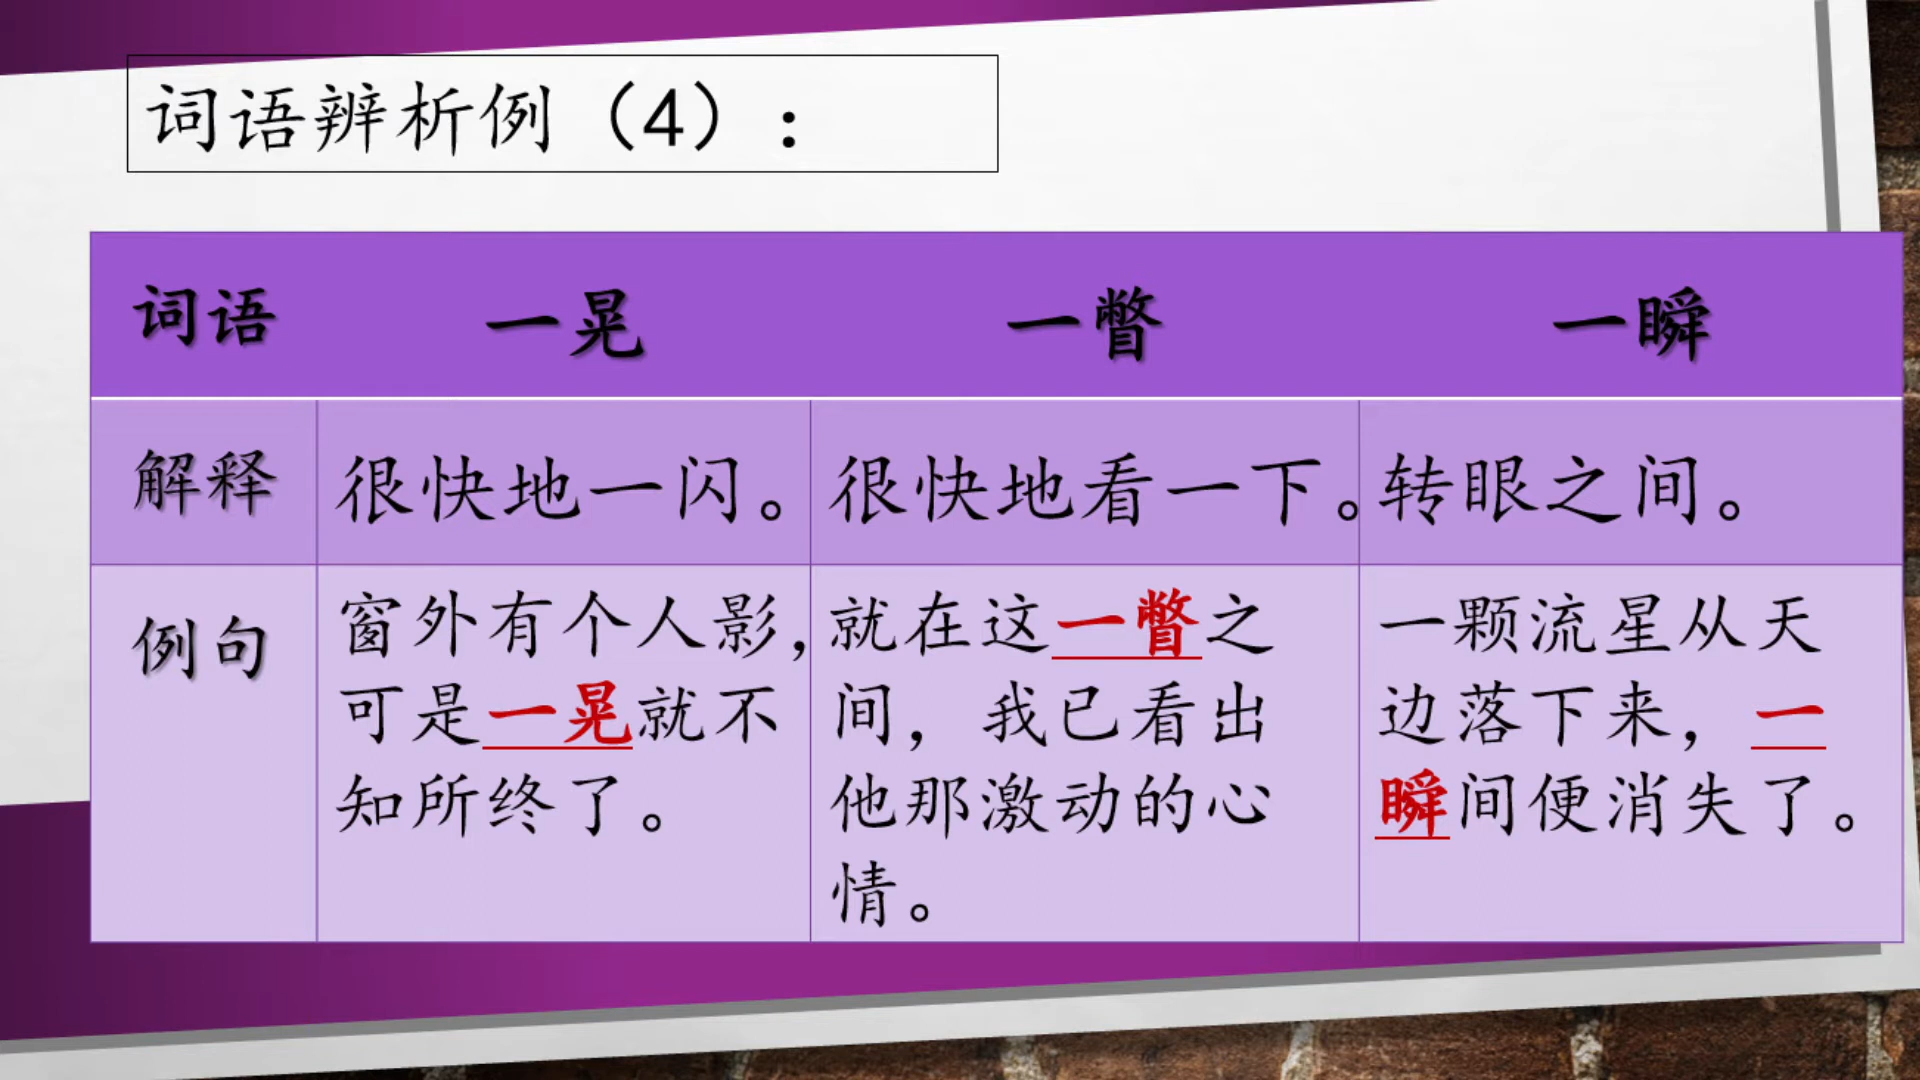 词语辨析例（4）：
词语
一晃
一瞥
一瞬
解释
很快地一闪。
很快地看一下。
转眼之间。
例句
窗外有个人影，
可是一晃就不
知所终了。
就在这一瞥之
间，我已看出
他那激动的心
情。
一颗流星从天
边落下来，一
瞬间便消失了。